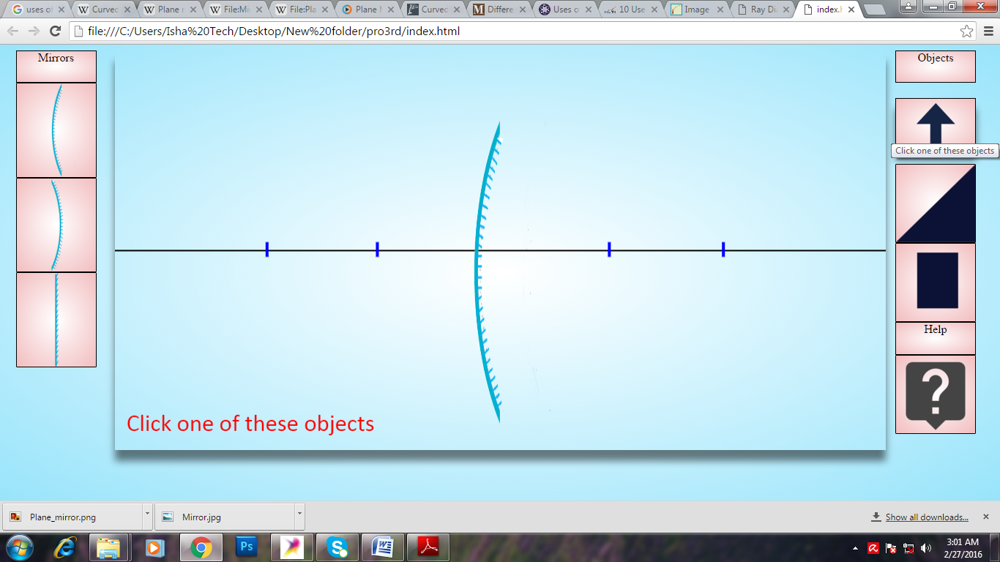 uses of
Curved
Plane r
File:Mi
File:Pla
Plane M
Curved
Differe
Uses o
10 Use
Image
Ray Di
index.h
file:///C:/Users/Isha%20Tech/Desktop/New%20folder/pro3rd/index.html
Mirrors
Objects
Click one of these objects
Help
?
Click one of these objects
Plane_mirror.png
Mirror.jpg
Show all downloads...
Ps
3:01 AM
2/27/2016